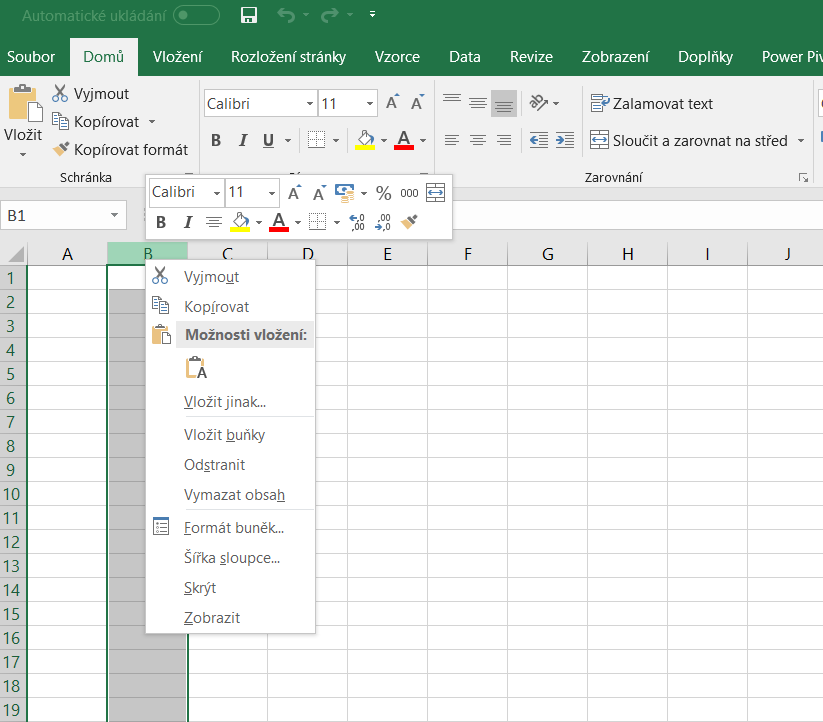 Automatické ukládání
Soubor Domů Vložení Rozložení stránky Vzorce Data Revize Zobrazení Doplňky Power Piv
Vložit
Vyjmout
Kopírovat
Kopírovat formát
Schránka
Calibri 11
B I U A
Zalamovat text
Sloučit a zarovnat na střed
Zarovnání
Calibri 11 A A % 000
B I A ,00 ,00
B1
A B C D E F G H I J
1
2
3
4
5
6
7
8
9
10
11
12
13
14
15
16
17
18
19
Vyjmout
Kopírovat
Možnosti vložení:
A
Vložit jinak...
Vložit buňky
Odstranit
Vymazat obsah
Formát buněk...
Šířka sloupce...
Skrýt
Zobrazit